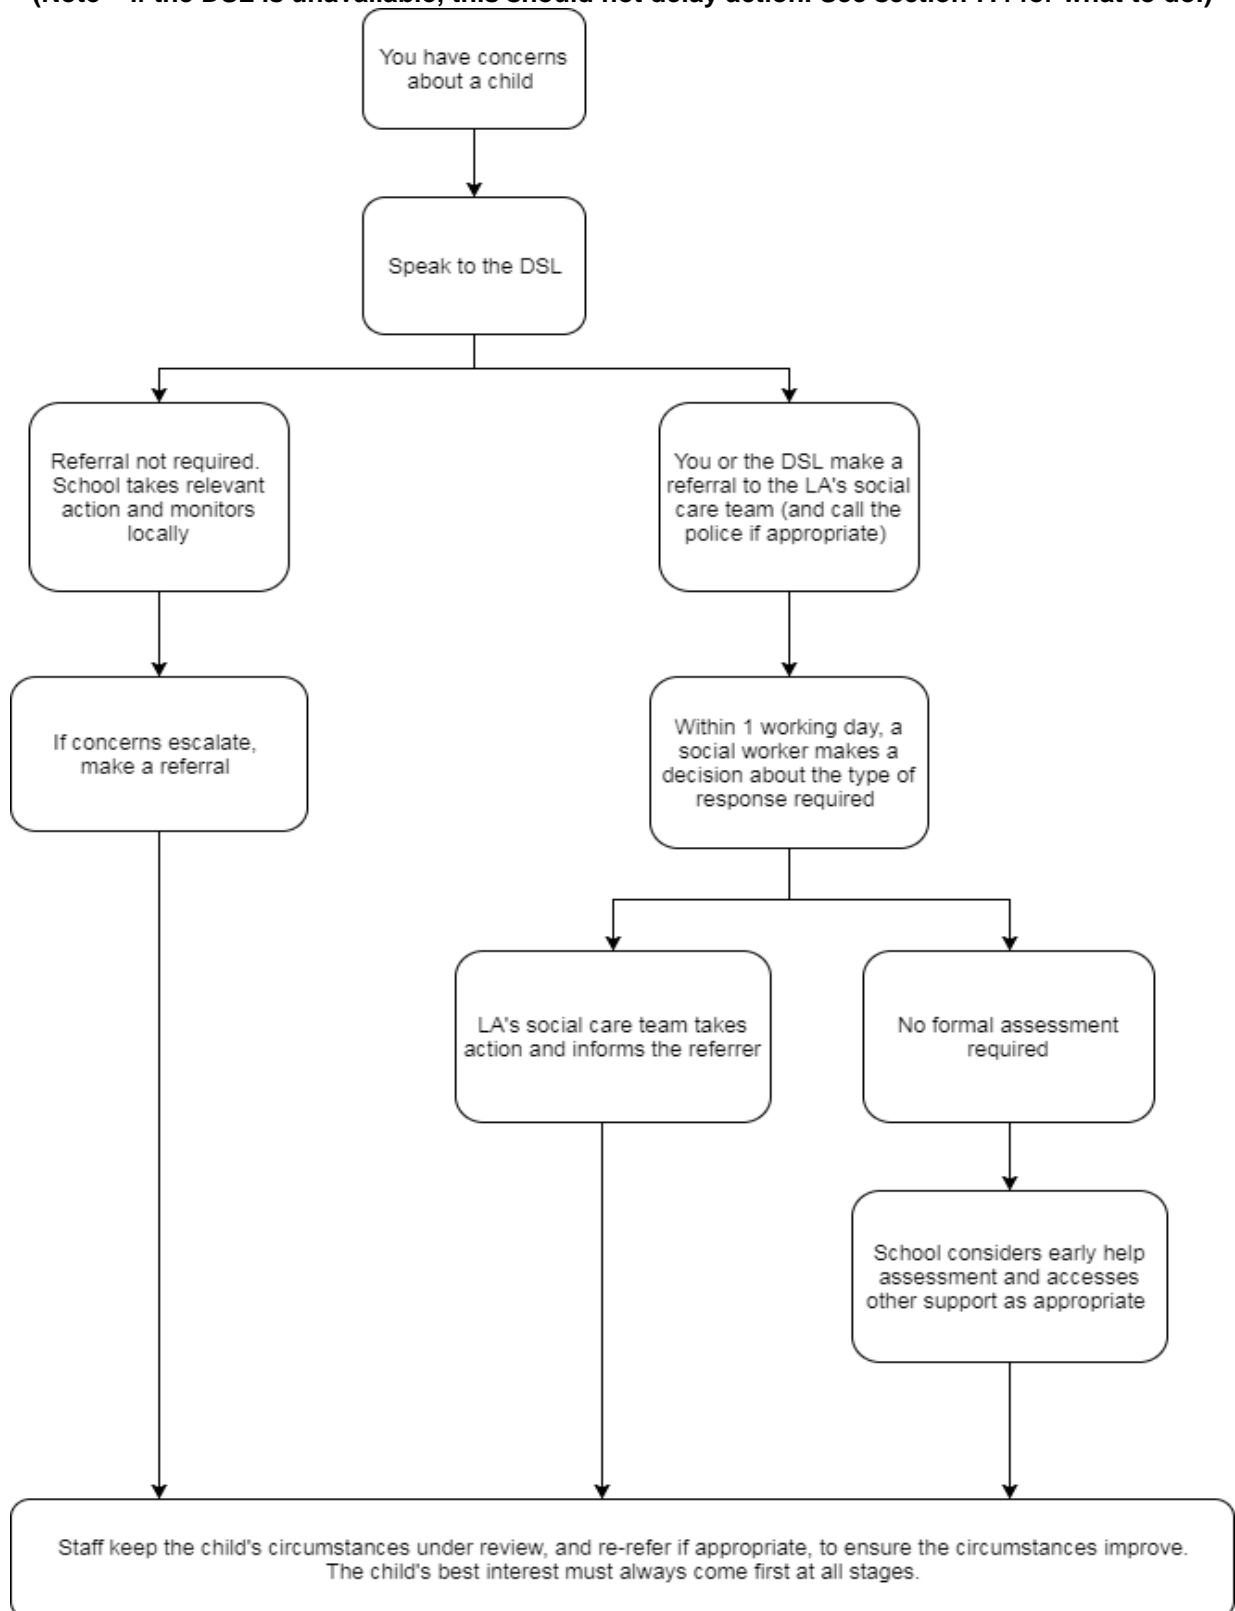 (Note – if the DSL is unavailable, this should not delay action. See section 7.4 for what to do.)
You have concerns
about a child
Speak to the DSL
Referral not required.
School takes relevant
action and monitors
locally
You or the DSL make a
referral to the LA's social
care team (and call the
police if appropriate)
If concerns escalate,
make a referral
Within 1 working day, a
social worker makes a
decision about the type of
response required
LA's social care team takes
action and informs the referrer
No formal assessment
required
School considers early help
assessment and accesses
other support as appropriate
Staff keep the child's circumstances under review, and re-refer if appropriate, to ensure the circumstances improve.
The child's best interest must always come first at all stages.